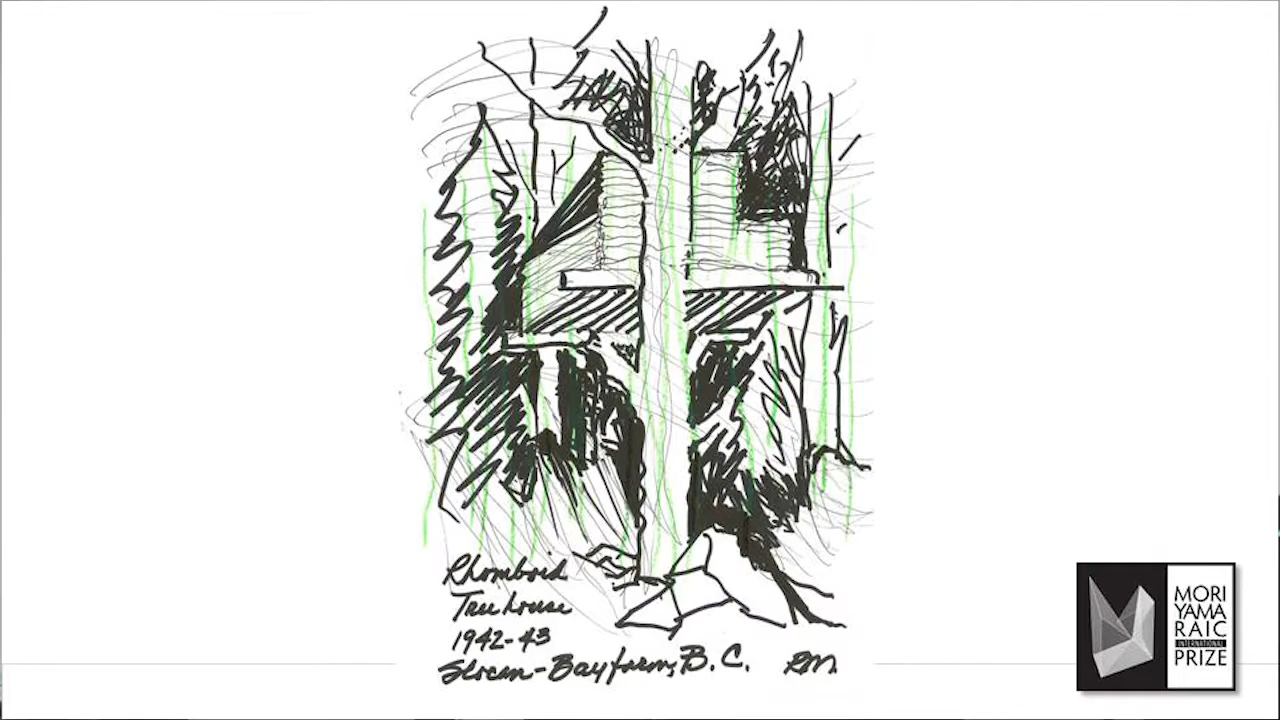 Rhomboid
Tree house
1942-43
Slocan-Bayfarm, B.C. RM.
MORI
YAMA
RAIC
INTERNATIONAL
PRIZE